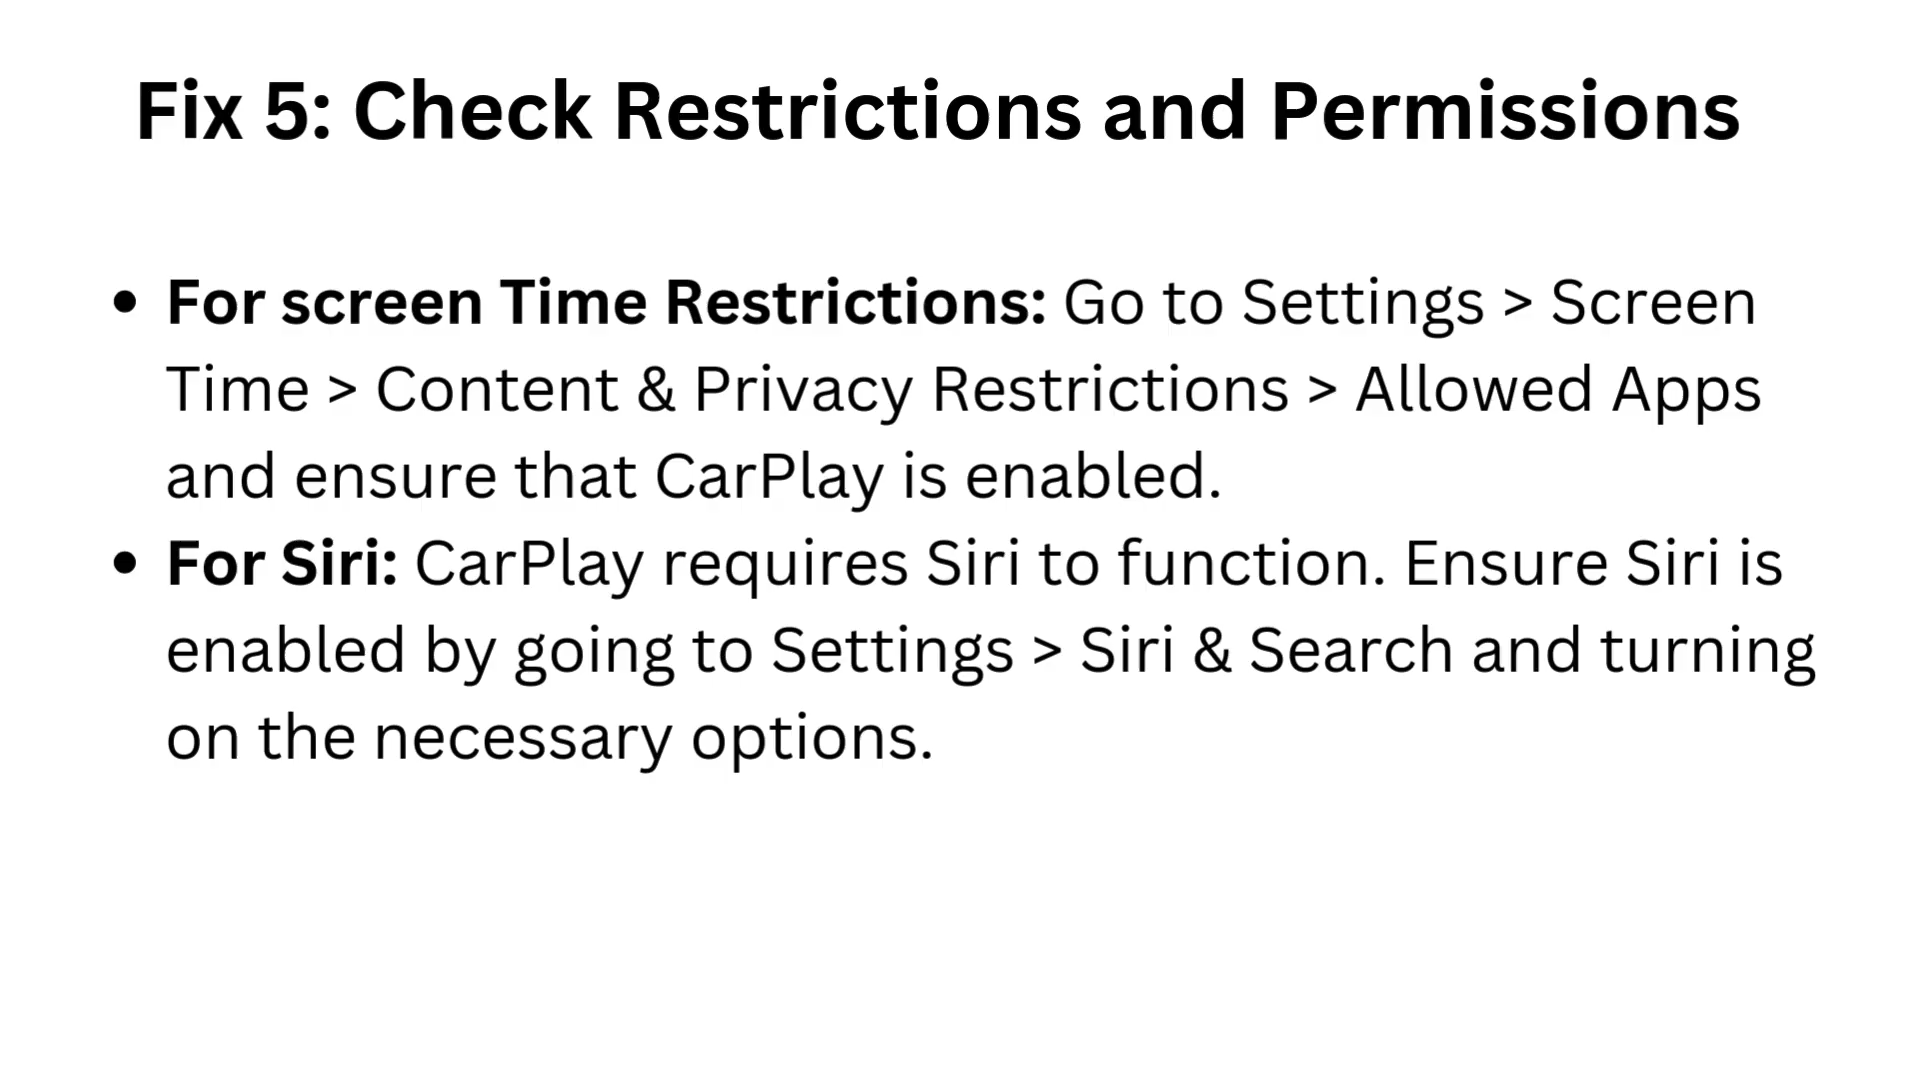 Fix 5: Check Restrictions and Permissions
• For screen Time Restrictions: Go to Settings > Screen
Time > Content & Privacy Restrictions > Allowed Apps
and ensure that CarPlay is enabled.
• For Siri: CarPlay requires Siri to function. Ensure Siri is
enabled by going to Settings > Siri & Search and turning
on the necessary options.